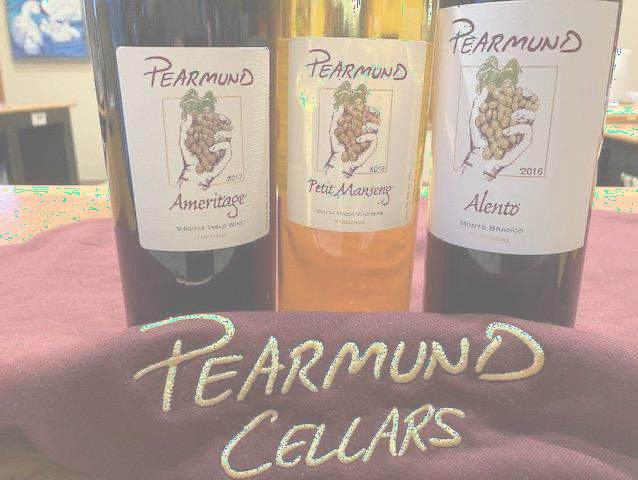 PEARMUND
2017
Ameritage
VIRGINIA TABLE WINE
VIRGINIA
PEARMUND
2018
Petit Manseng
SOUTH RIVER VINEYARD
VIRGINIA
PEARMUND
2016
Alento
MONTE BRANCO
PORTUGAL
PEARMUND
CELLARS